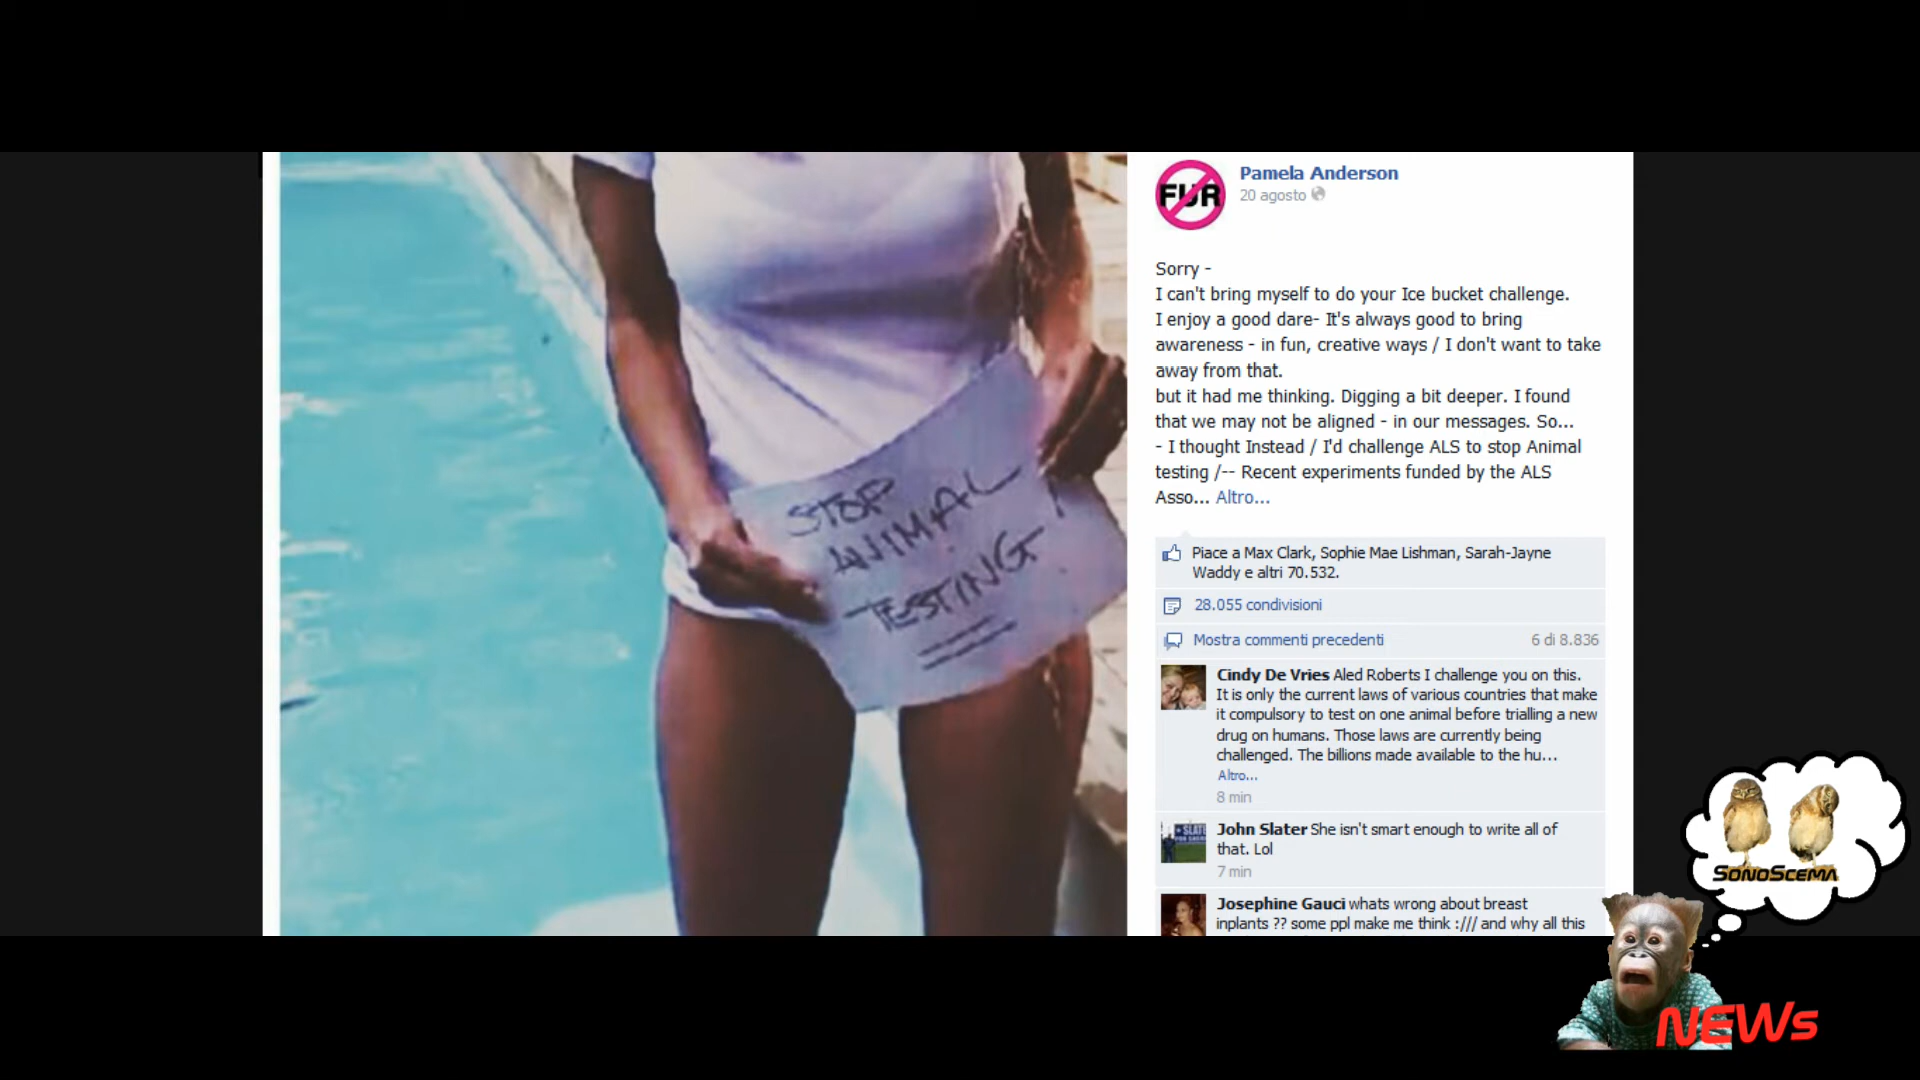 STOP
ANIMAL
TESTING!
FUR
Pamela Anderson
20 agosto
Sorry -
I can't bring myself to do your Ice bucket challenge.
I enjoy a good dare- It's always good to bring
awareness - in fun, creative ways / I don't want to take
away from that.
but it had me thinking. Digging a bit deeper. I found
that we may not be aligned - in our messages. So...
- I thought Instead / I'd challenge ALS to stop Animal
testing /-- Recent experiments funded by the ALS
Asso... Altro...
Piace a Max Clark, Sophie Mae Lishman, Sarah-Jayne
Waddy e altri 70.532.
28.055 condivisioni
Mostra commenti precedenti 6 di 8.836
Cindy De Vries Aled Roberts I challenge you on this.
It is only the current laws of various countries that make
it compulsory to test on one animal before trialling a new
drug on humans. Those laws are currently being
challenged. The billions made available to the hu...
Altro...
8 min
John Slater She isn't smart enough to write all of
that. Lol
7 min
Josephine Gauci whats wrong about breast
inplants ?? some ppl make me think :/// and why all this
SonoScema
NEWs